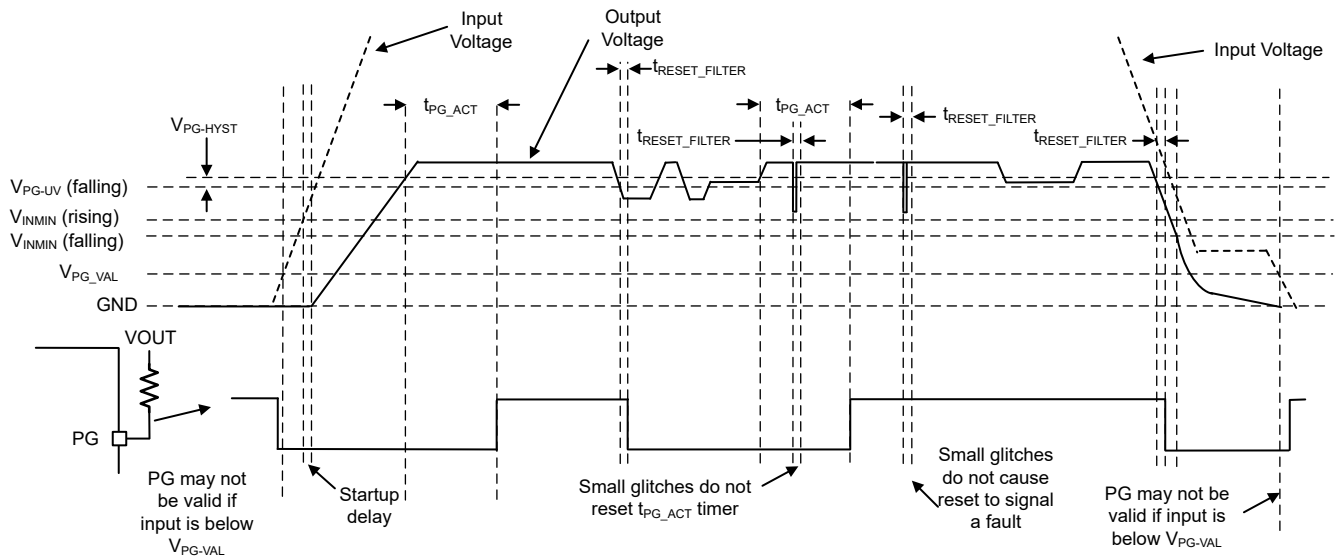 Input
Voltage
Output
Voltage
Input Voltage
tRESET_FILTER
tPG_ACT
tPG_ACT
tRESET_FILTER
tRESET_FILTER
tRESET_FILTER
VPG-HYST
VPG-UV (falling)
VINMIN (rising)
VINMIN (falling)
VPG_VAL
GND
VOUT
PG
PG may not
be valid if
input is below
VPG-VAL
Startup
delay
Small glitches do not
reset tPG_ACT timer
Small glitches
do not cause
reset to signal
a fault
PG may not be
valid if input is
below VPG-VAL